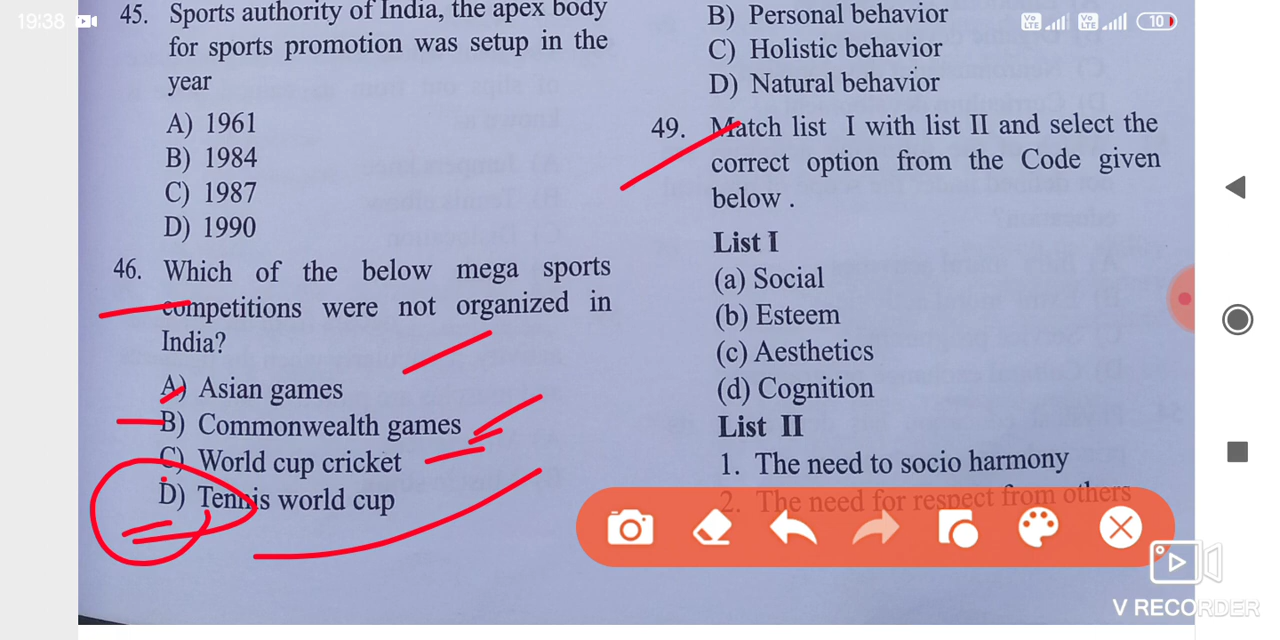 19:38
10
45. Sports authority of India, the apex body
for sports promotion was setup in the
year
A) 1961
B) 1984
C) 1987
D) 1990
46. Which of the below mega sports
competitions were not organized in
India?
A) Asian games
B) Commonwealth games
C) World cup cricket
D) Tennis world cup
B) Personal behavior
C) Holistic behavior
D) Natural behavior
49. Match list I with list II and select the
correct option from the Code given
below .
List I
(a) Social
(b) Esteem
(c) Aesthetics
(d) Cognition
List II
1. The need to socio harmony
2. The need for respect from others
V RECORDER